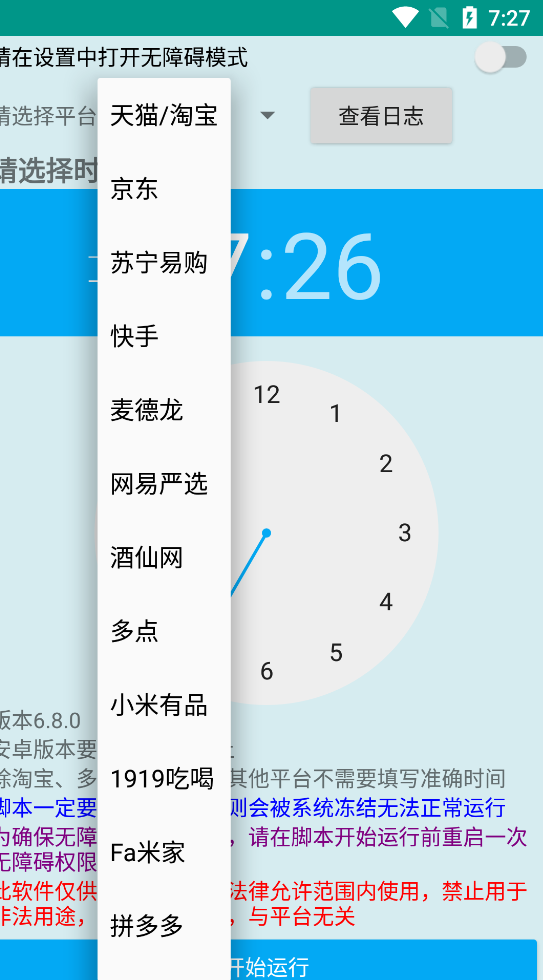 7:27
请在设置中打开无障碍模式
请选择平台
查看日志
请选择时
天猫/淘宝
京东
苏宁易购
快手
麦德龙
网易严选
酒仙网
多点
小米有品
1919吃喝
Fa米家
拼多多
7:26
12
1
2
3
4
5
6
版本6.8.0
安卓版本要
除淘宝、多 其他平台不需要填写准确时间
脚本一定要 则会被系统冻结无法正常运行
为确保无障 ，请在脚本开始运行前重启一次
无障碍权限
此软件仅供 法律允许范围内使用，禁止用于
非法用途， ，与平台无关
开始运行